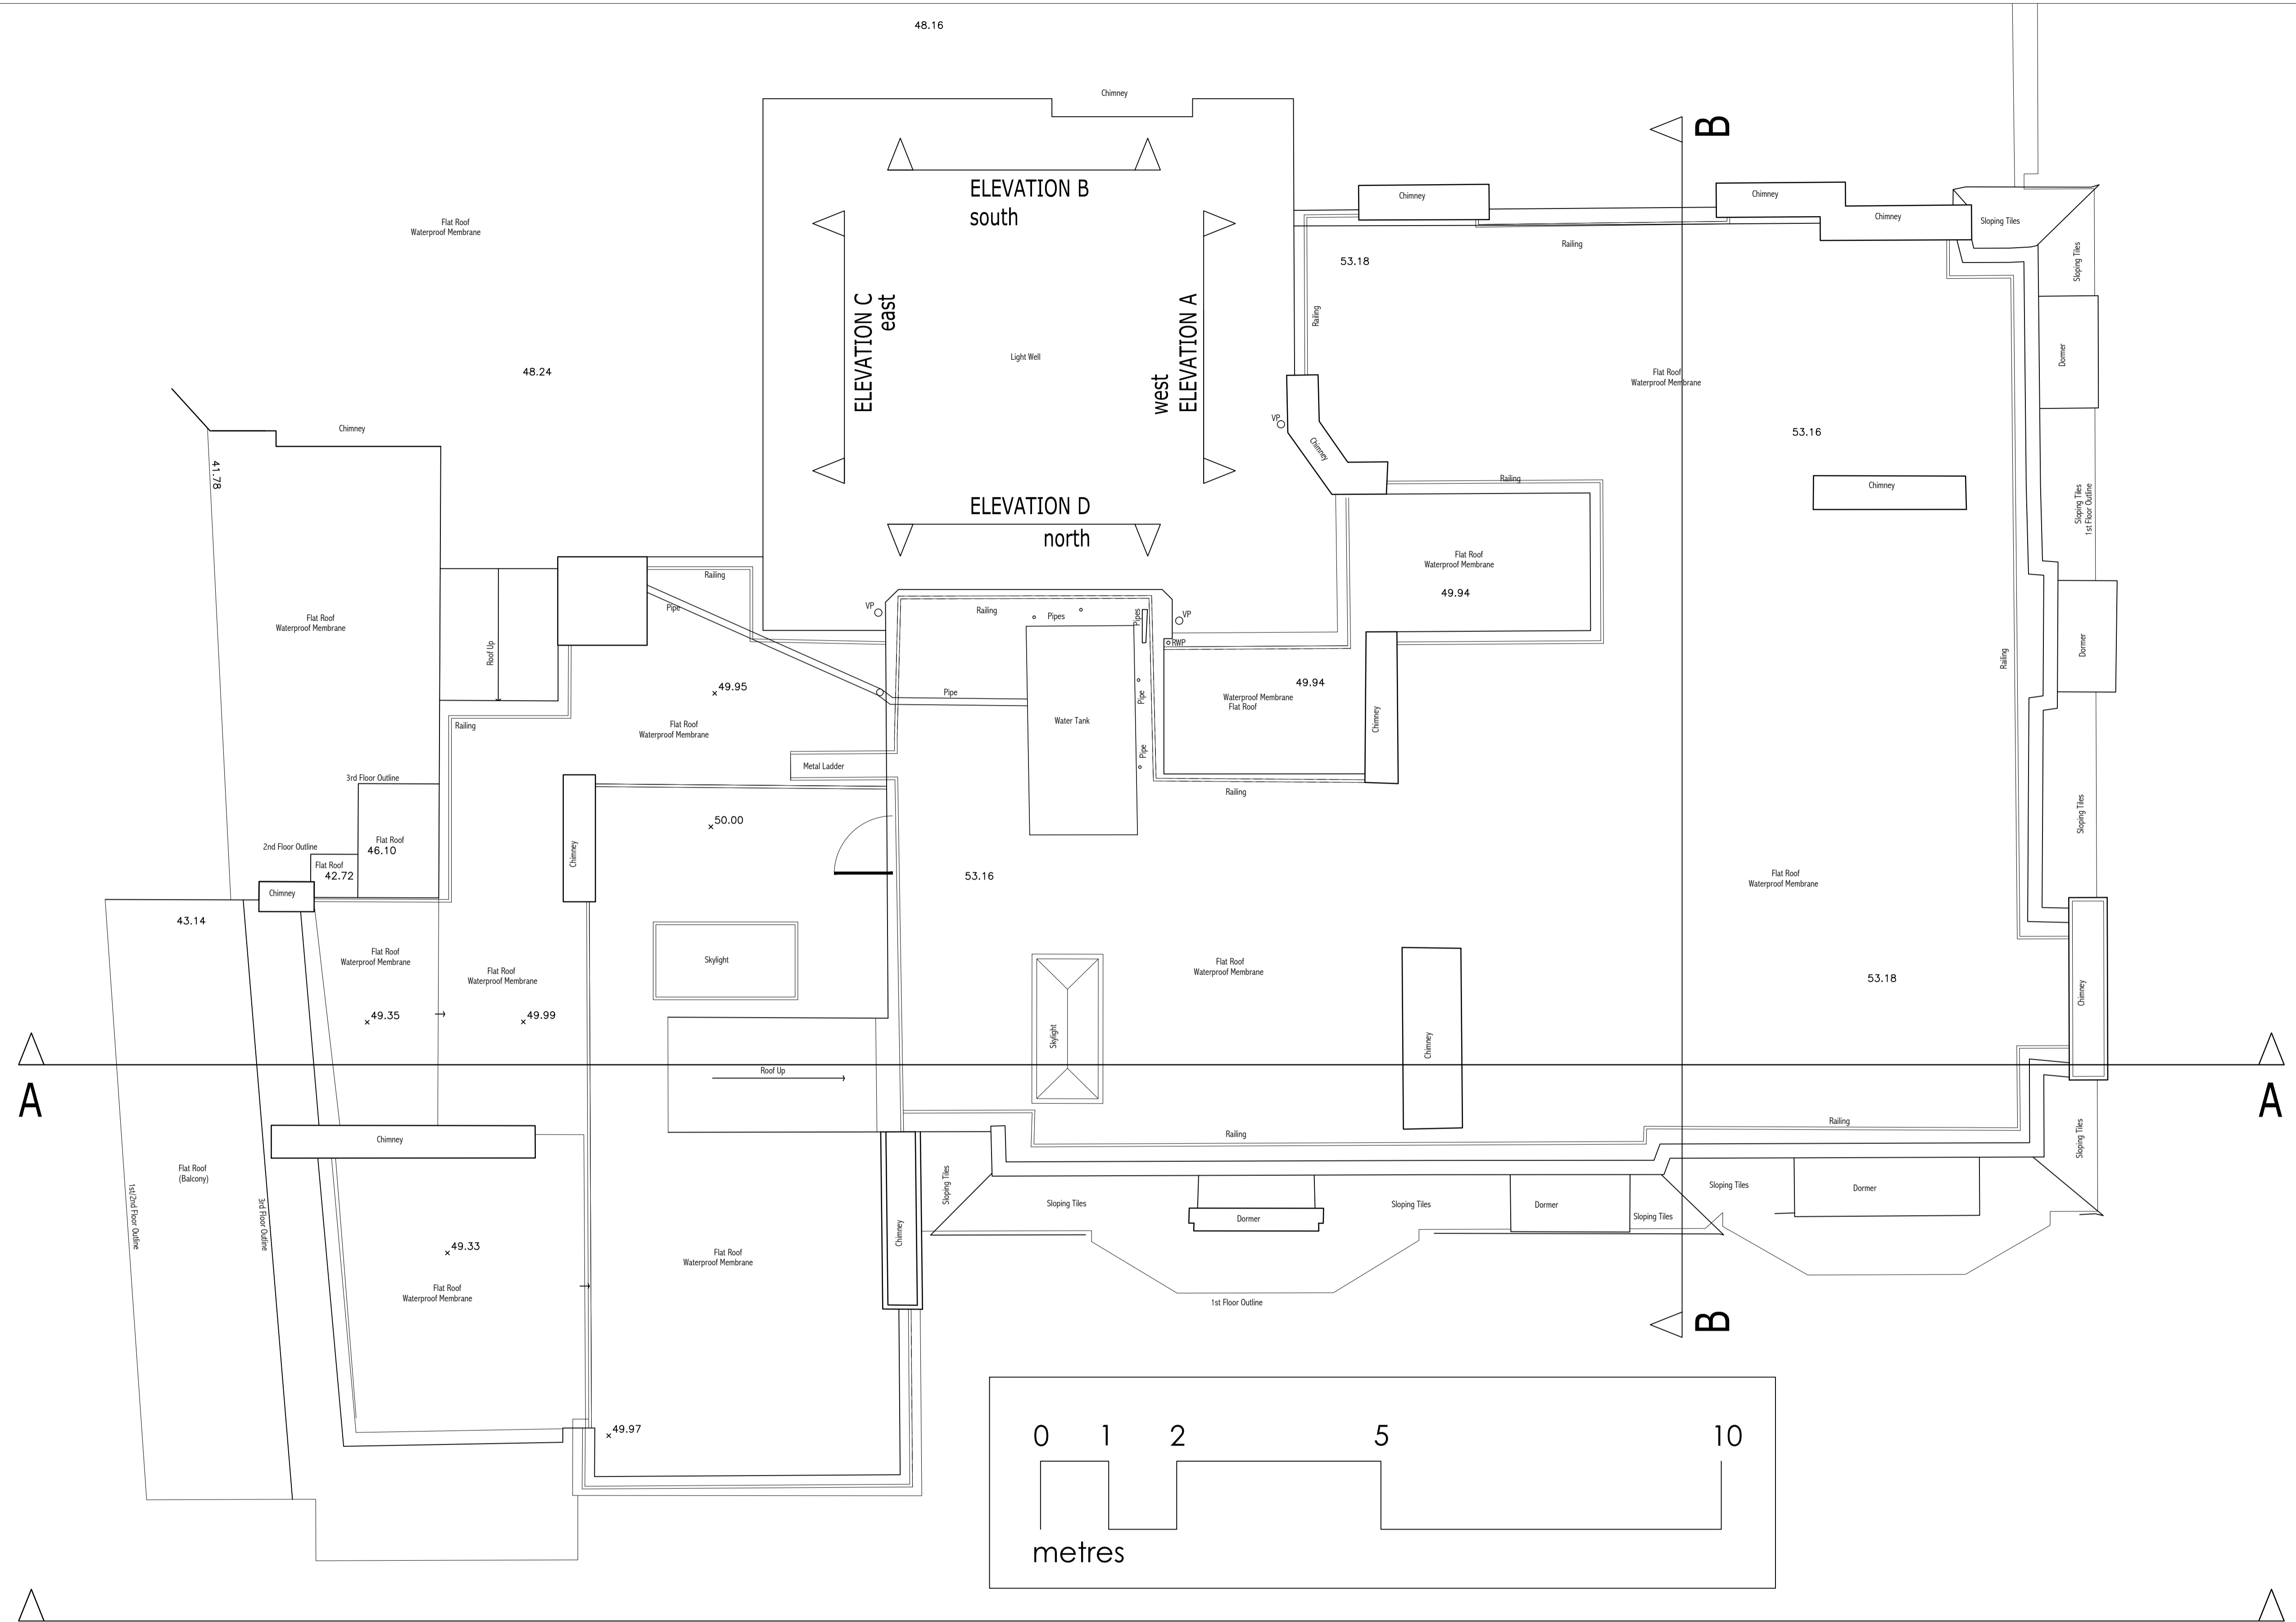 48.16
Chimney
B
ELEVATION B
south
Chimney
Chimney
Chimney
Sloping Tiles
Flat Roof
Waterproof Membrane
Railing
Sloping Tiles
53.18
ELEVATION C
east
west
ELEVATION A
Railing
Light Well
Dormer
48.24
Flat Roof
Waterproof Membrane
VP
Chimney
Chimney
53.16
41.78
Railing
Chimney
Sloping Tiles
1st Floor Outline
ELEVATION D
north
Flat Roof
Waterproof Membrane
49.94
Railing
Pipe
VP
Railing
Pipes
Pipes
VP
RWP
Flat Roof
Waterproof Membrane
Roof Up
Dormer
Railing
49.95
Pipe
Pipe
49.94
Waterproof Membrane
Flat Roof
Railing
Flat Roof
Waterproof Membrane
Water Tank
Chimney
Pipe
Metal Ladder
3rd Floor Outline
Railing
50.00
Sloping Tiles
Flat Roof
46.10
2nd Floor Outline
Flat Roof
42.72
Chimney
53.16
Flat Roof
Waterproof Membrane
Chimney
43.14
Flat Roof
Waterproof Membrane
Flat Roof
Waterproof Membrane
Skylight
Flat Roof
Waterproof Membrane
53.18
Chimney
49.35
49.99
Skylight
Chimney
Roof Up
A
A
Chimney
Railing
Railing
Sloping Tiles
Flat Roof
(Balcony)
1st/2nd Floor Outline
3rd Floor Outline
Sloping Tiles
Sloping Tiles
Dormer
Sloping Tiles
Dormer
Sloping Tiles
Sloping Tiles
Dormer
Chimney
49.33
Flat Roof
Waterproof Membrane
Flat Roof
Waterproof Membrane
1st Floor Outline
B
49.97
0 1 2 5 10
metres